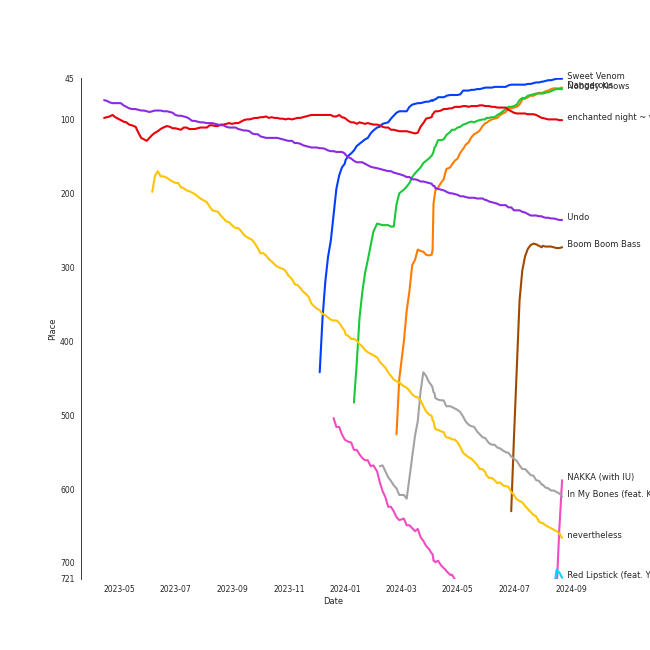 45
100
200
300
400
500
600
700
721
Place
2023-05
2023-07
2023-09
2023-11
2024-01
2024-03
2024-05
2024-07
2024-09
Date
Sweet Venom
Dangerous
Nobody Knows
enchanted night ~
Undo
Boom Boom Bass
NAKKA (with IU)
In My Bones (feat. K
nevertheless
Red Lipstick (feat. Y